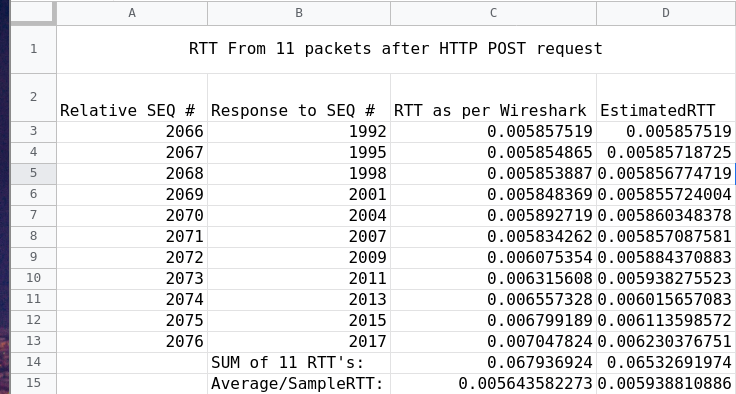 A B C D
1 RTT From 11 packets after HTTP POST request
2 Relative SEQ # Response to SEQ # RTT as per Wireshark EstimatedRTT
3 2066 1992 0.005857519 0.005857519
4 2067 1995 0.005854865 0.00585718725
5 2068 1998 0.005853887 0.005856774719
6 2069 2001 0.005848369 0.005855724004
7 2070 2004 0.005892719 0.005860348378
8 2071 2007 0.005834262 0.005857087581
9 2072 2009 0.006075354 0.005884370883
10 2073 2011 0.006315608 0.005938275523
11 2074 2013 0.006557328 0.006015657083
12 2075 2015 0.006799189 0.006113598572
13 2076 2017 0.007047824 0.006230376751
14 SUM of 11 RTT's: 0.067936924 0.06532691974
15 Average/SampleRTT: 0.005643582273 0.005938810886